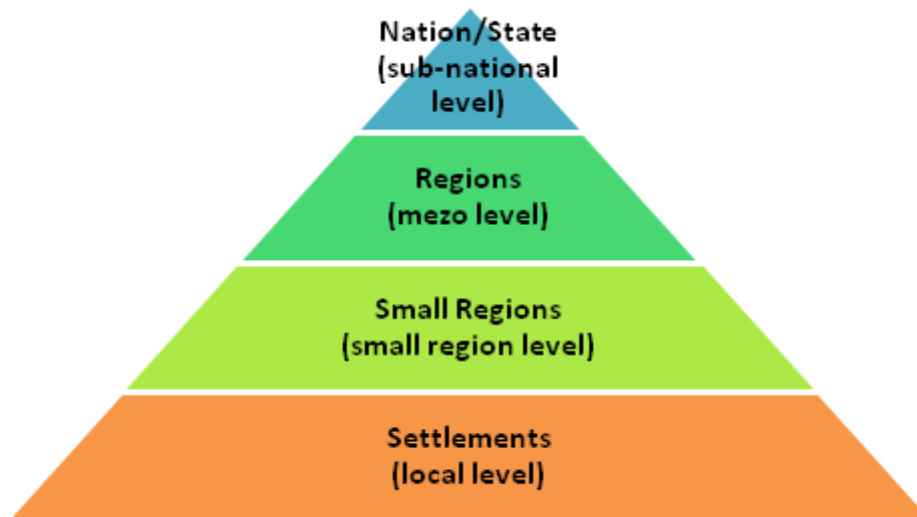 Nation/State
(sub-national
level)
Regions
(mezo level)
Small Regions
(small region level)
Settlements
(local level)